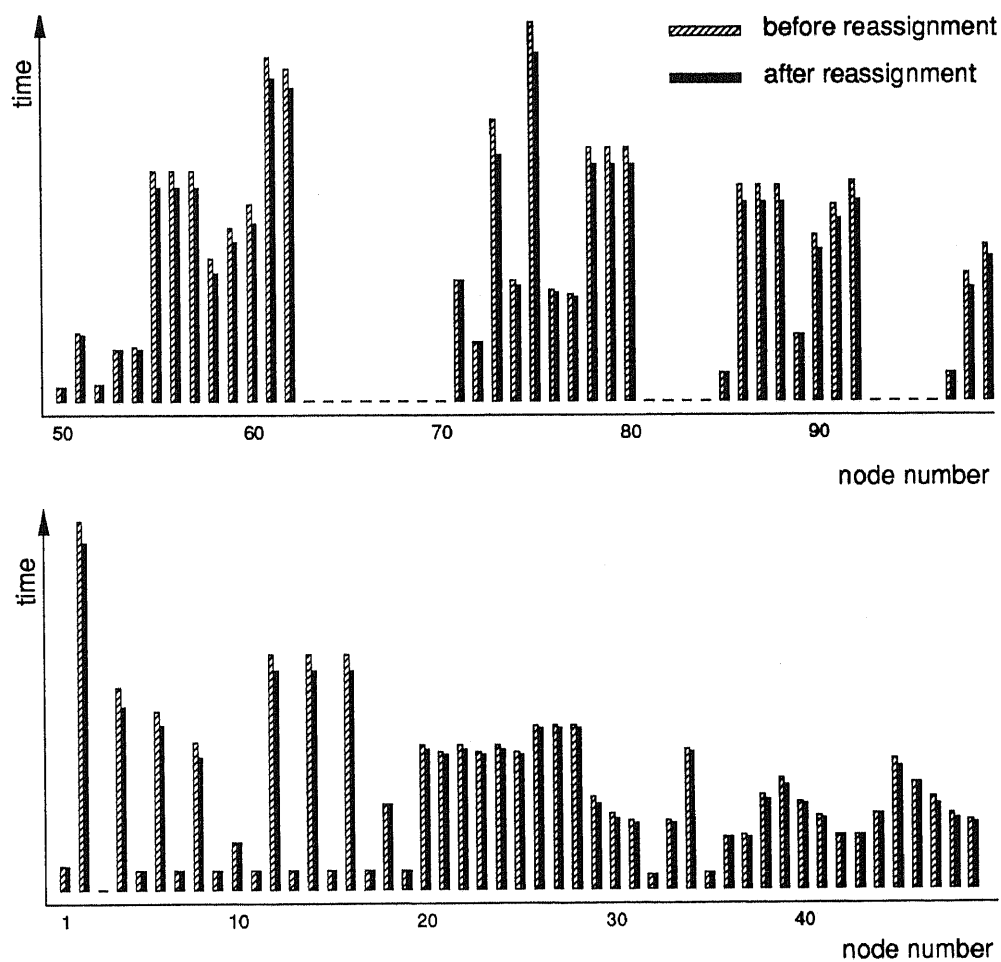 before reassignment
after reassignment
time
50 60 70 80 90
node number
time
1 10 20 30 40
node number